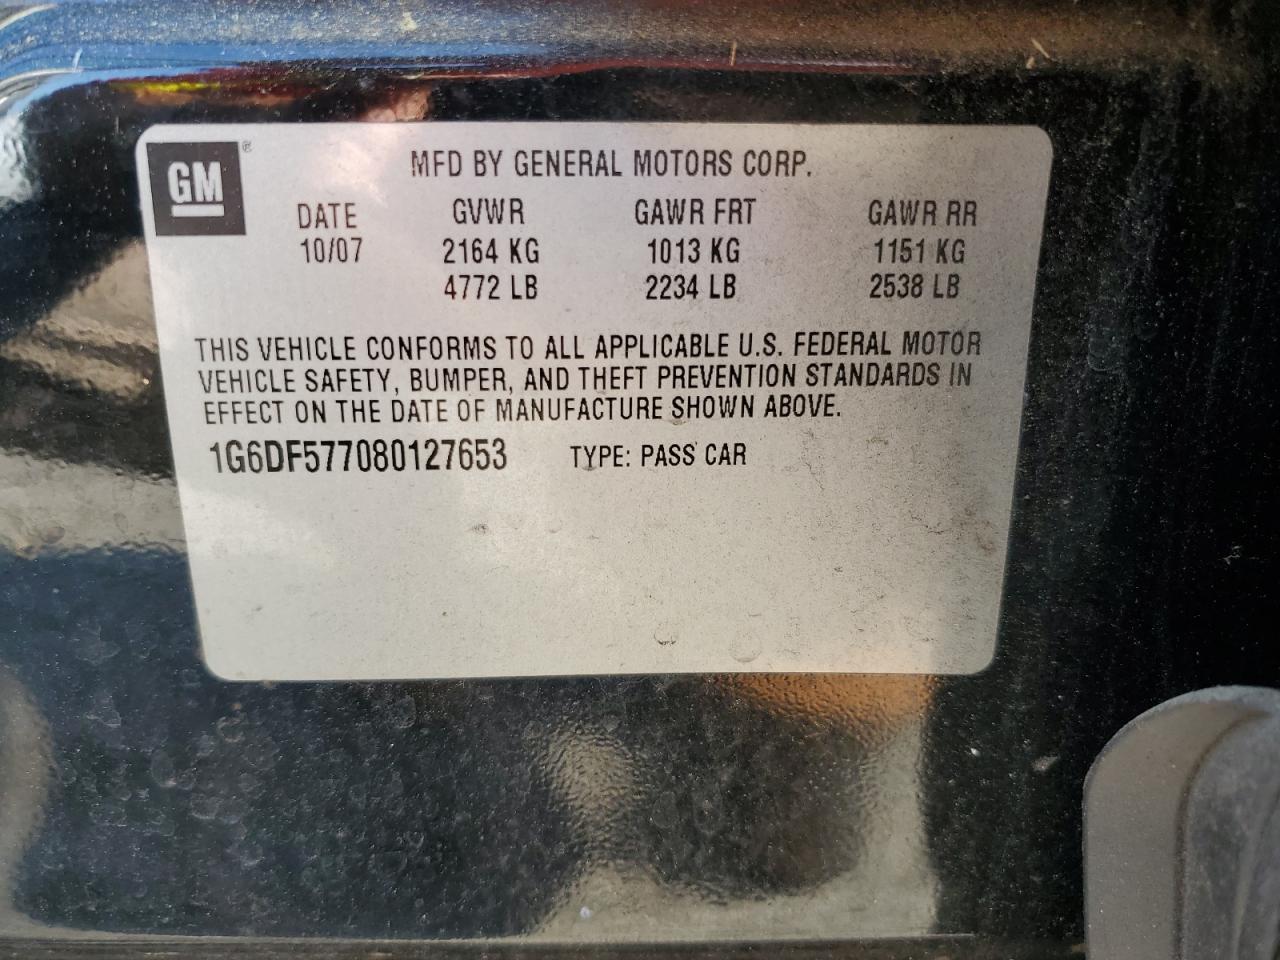 GM ®
MFD BY GENERAL MOTORS CORP.
DATE GVWR GAWR FRT GAWR RR
10/07 2164 KG 1013 KG 1151 KG
4772 LB 2234 LB 2538 LB
THIS VEHICLE CONFORMS TO ALL APPLICABLE U.S. FEDERAL MOTOR
VEHICLE SAFETY, BUMPER, AND THEFT PREVENTION STANDARDS IN
EFFECT ON THE DATE OF MANUFACTURE SHOWN ABOVE.
1G6DF577080127653 TYPE: PASS CAR